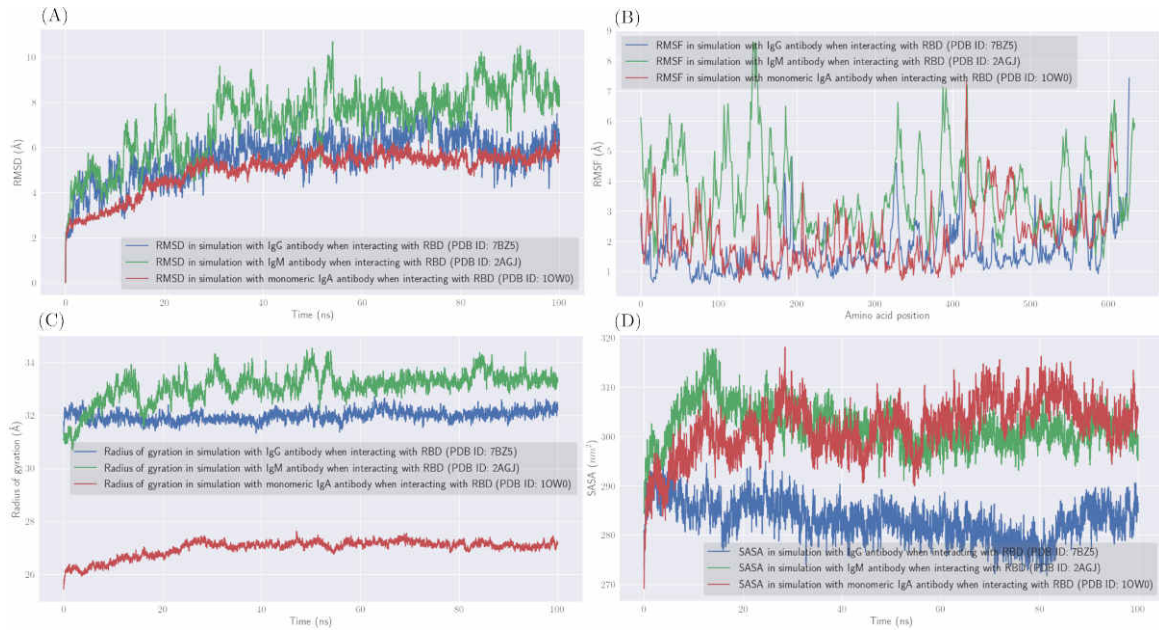 (A)
10
8
6
4
2
0
RMSD (Å)
RMSD in simulation with IgG antibody when interacting with RBD (PDB ID: 7BZ5)
RMSD in simulation with IgM antibody when interacting with RBD (PDB ID: 2AGJ)
RMSD in simulation with monomeric IgA antibody when interacting with RBD (PDB ID: 1OW0)
0 20 40 60 80 100
Time (ns)
(B)
9
8
7
6
5
4
3
2
1
RMSF (Å)
RMSF in simulation with IgG antibody when interacting with RBD (PDB ID: 7BZ5)
RMSF in simulation with IgM antibody when interacting with RBD (PDB ID: 2AGJ)
RMSF in simulation with monomeric IgA antibody when interacting with RBD (PDB ID: 1OW0)
0 100 200 300 400 500 600
Amino acid position
(C)
34
32
30
28
26
Radius of gyration (Å)
Radius of gyration in simulation with IgG antibody when interacting with RBD (PDB ID: 7BZ5)
Radius of gyration in simulation with IgM antibody when interacting with RBD (PDB ID: 2AGJ)
Radius of gyration in simulation with monomeric IgA antibody when interacting with RBD (PDB ID: 1OW0)
0 20 40 60 80 100
Time (ns)
(D)
320
310
300
290
280
270
SASA (nm²)
SASA in simulation with IgG antibody when interacting with RBD (PDB ID: 7BZ5)
SASA in simulation with IgM antibody when interacting with RBD (PDB ID: 2AGJ)
SASA in simulation with monomeric IgA antibody when interacting with RBD (PDB ID: 1OW0)
0 20 40 60 80 100
Time (ns)